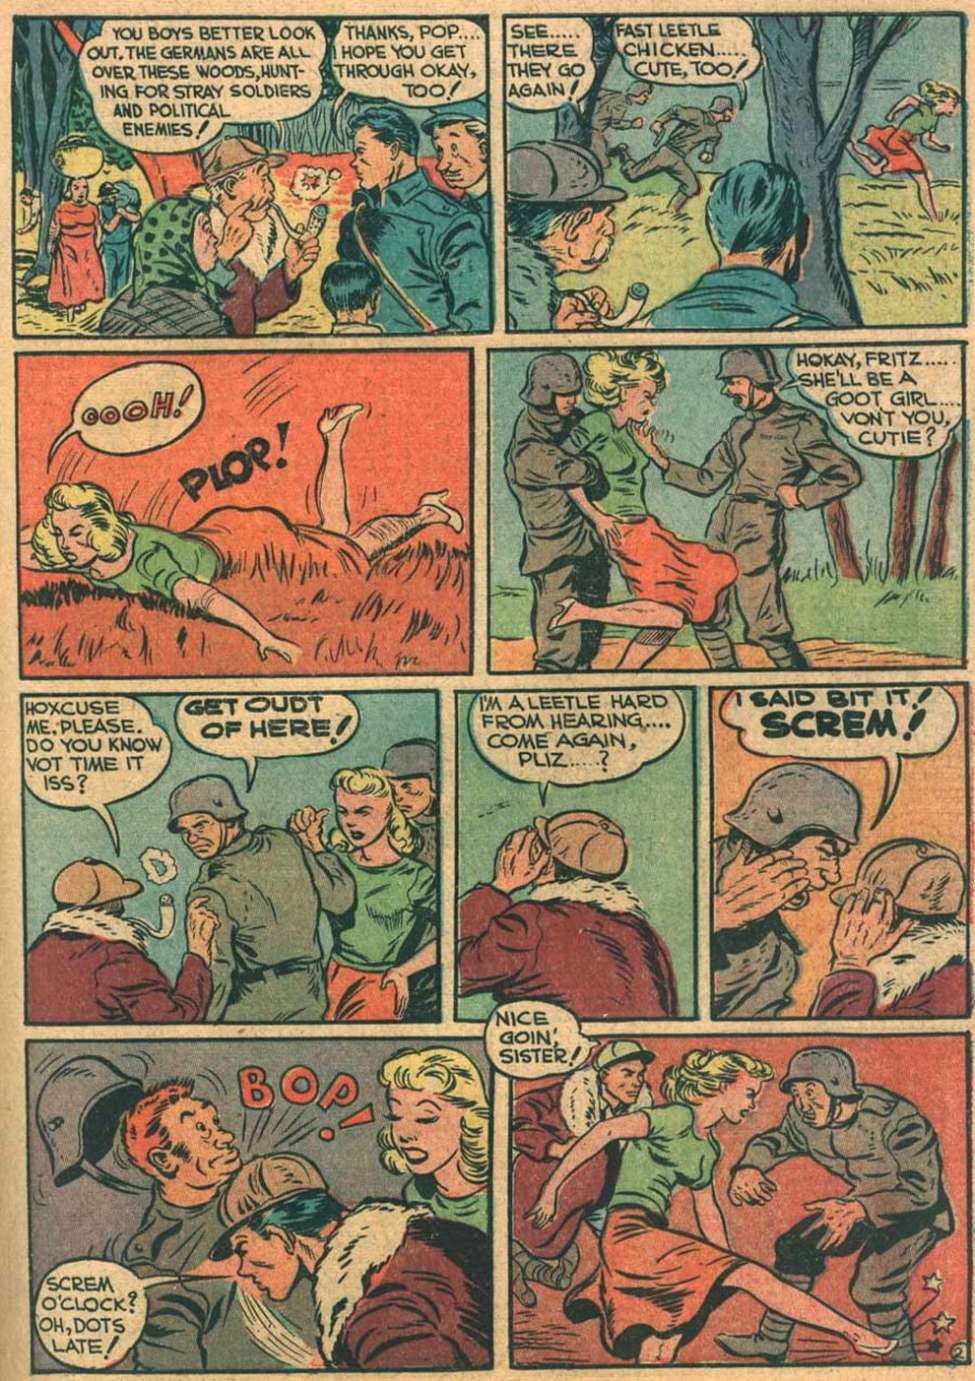 YOU BOYS BETTER LOOK
OUT. THE GERMANS ARE ALL
OVER THESE WOODS, HUNT-
ING FOR STRAY SOLDIERS
AND POLITICAL
ENEMIES!
THANKS, POP....
I HOPE YOU GET
THROUGH OKAY,
TOO!
SEE.....
THERE
THEY GO
AGAIN!
FAST LEETLE
CHICKEN.....
CUTE, TOO!
OOOH!
PLOP!
HOKAY, FRITZ.....
SHE'LL BE A
GOOT GIRL....
VON'T YOU,
CUTIE?
HOXCUSE
ME, PLEASE.
DO YOU KNOW
VOT TIME IT
ISS?
GET OUDT
OF HERE!
I'M A LEETLE HARD
FROM HEARING....
COME AGAIN,
PLIZ.....?
I SAID BIT IT!
SCREM!
BOP!
SCREM
O'CLOCK?
OH, DOTS
LATE!
NICE
GOIN',
SISTER!
2